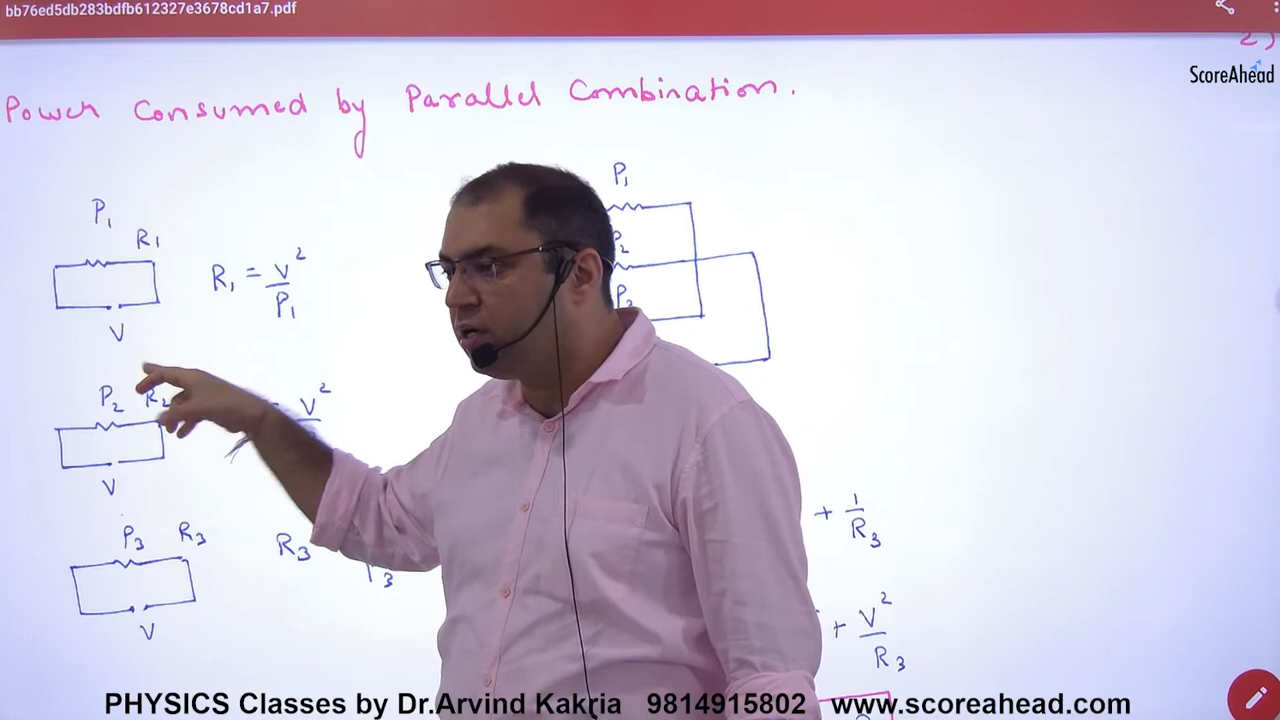 bb76ed5db283bdfb612327e3678cd1a7.pdf
2)
ScoreAhead
Power Consumed by Parallel Combination.
P₁
R₁
V
R₁ = V²/P₁
P₂ R₂
V
= V²
P₃ R₃
V
R₃
P₁
P₂
P₃
+ 1/R₃
+ V²/R₃
PHYSICS Classes by Dr.Arvind Kakria 9814915802 www.scoreahead.com